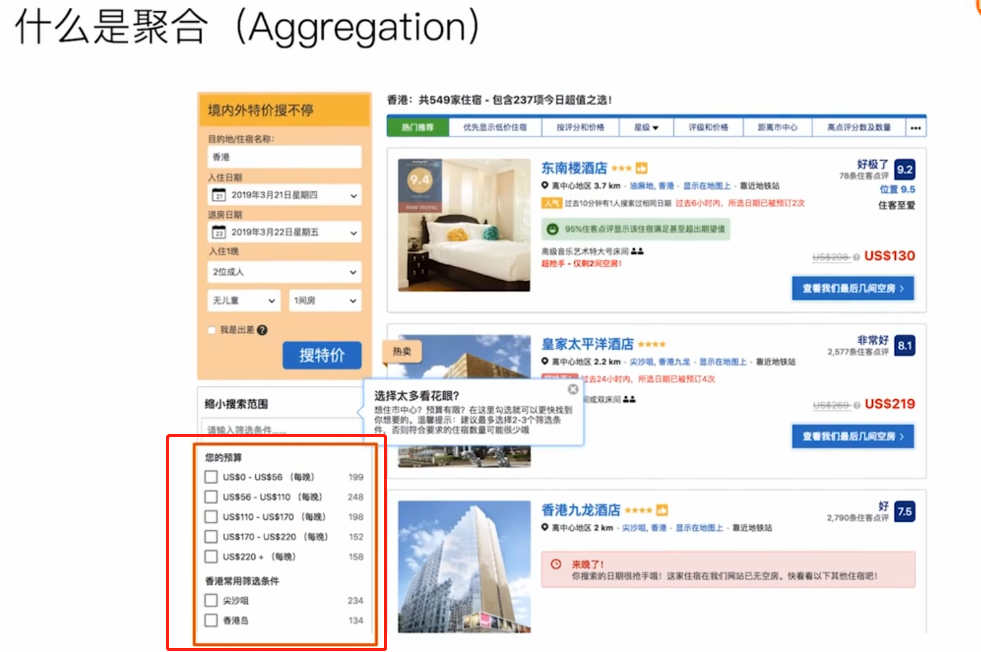 什么是聚合（Aggregation）
境内外特价搜不停
目的地/住宿名称:
香港
入住日期
21 2019年3月21日星期四
退房日期
22 2019年3月22日星期五
入住1晚
2位成人
无儿童 1间房
我是出差
搜特价
缩小搜索范围
请输入筛选条件......
您的预算
US$0 - US$56 （每晚） 199
US$56 - US$110 （每晚） 248
US$110 - US$170 （每晚） 198
US$170 - US$220 （每晚） 152
US$220 + （每晚） 158
香港常用筛选条件
尖沙咀 234
香港岛 134
香港：共549家住宿 - 包含237项今日超值之选!
热门推荐 优先显示低价住宿 按评分和价格 星级 评级和价格 距离市中心 高点评分数及数量 •••
9.4
东南楼酒店
离中心地区 3.7 km · 油麻地, 香港 · 显示在地图上 · 靠近地铁站
人气 过去10分钟有1人搜索过相同日期 过去6小时内，所选日期已被预订2次
95%住客点评显示该住宿满足甚至超出期望值
高级音乐艺术特大号床间
超抢手 - 仅剩2间空房!
好极了 9.2
78条住客点评
位置 9.5
住客至爱
US$208 US$130
查看我们最后几间空房
热卖
皇家太平洋酒店
离中心地区 2.2 km · 尖沙咀, 香港九龙 · 显示在地图上 · 靠近地铁站
过去24小时内，所选日期已被预订4次
间或双床间
非常好 8.1
2,577条住客点评
US$269 US$219
查看我们最后几间空房
选择太多看花眼?
想住市中心？预算有限？在这里勾选就可以更快找到
你想要的。温馨提示：建议最多选择2-3个筛选条
件，否则符合要求的住宿数量可能很少哦
香港九龙酒店
离中心地区 2 km · 尖沙咀, 香港 · 显示在地图上 · 靠近地铁站
好 7.5
2,790条住客点评
来晚了!
你搜索的日期很抢手哦！这家住宿在我们网站已无空房。快看看以下其他住宿吧!